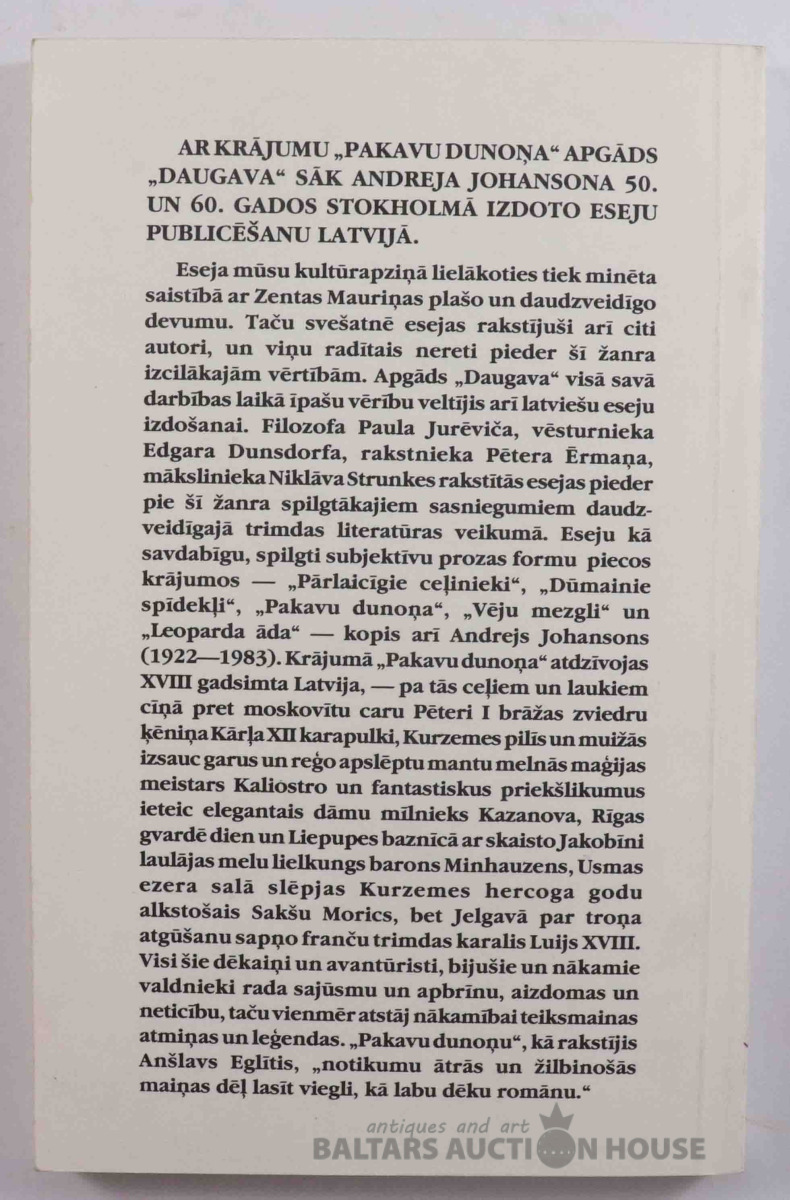 AR KRĀJUMU „PAKAVU DUNOŅA“ APGĀDS
„DAUGAVA“ SĀK ANDREJA JOHANSONA 50.
UN 60. GADOS STOKHOLMĀ IZDOTO ESEJU
PUBLICĒŠANU LATVIJĀ.
Eseja mūsu kultūrapziņā lielākoties tiek minēta
saistībā ar Zentas Mauriņas plašo un daudzveidīgo
devumu. Taču svešatnē esejas rakstījuši arī citi
autori, un viņu radītais nereti pieder šī žanra
izcilākajām vērtībām. Apgāds „Daugava“ visā savā
darbības laikā īpašu vērību veltījis arī latviešu eseju
izdošanai. Filozofa Paula Jurēviča, vēsturnieka
Edgara Dunsdorfa, rakstnieka Pētera Ērmaņa,
mākslinieka Niklāva Strunkes rakstītās esejas pieder
pie šī žanra spilgtākajiem sasniegumiem daudz-
veidīgajā trimdas literatūras veikumā. Eseju kā
savdabīgu, spilgti subjektīvu prozas formu piecos
krājumos — „Pārlaicīgie ceļinieki“, „Dūmainie
spīdekļi“, „Pakavu dunoņa“, „Vēju mezgli“ un
„Leoparda āda“ — kopis arī Andrejs Johansons
(1922—1983). Krājumā „Pakavu dunoņa“ atdzīvojas
XVIII gadsimta Latvija, — pa tās ceļiem un laukiem
cīņā pret moskovītu caru Pēteri I brāžas zviedru
ķēniņa Kārļa XII karapulki, Kurzemes pilīs un muižās
izsauc garus un reģo apslēptu mantu melnās maģijas
meistars Kaliostro un fantastiskus priekšlikumus
ieteic elegantais dāmu mīlnieks Kazanova, Rīgas
gvardē dien un Liepupes baznīcā ar skaisto Jakobīni
laulājas melu lielkungs barons Minhauzens, Usmas
ezera salā slēpjas Kurzemes hercoga godu
alkstošais Sakšu Morics, bet Jelgavā par troņa
atgūšanu sapņo franču trimdas karalis Luijs XVIII.
Visi šie dēkaiņi un avantūristi, bijušie un nākamie
valdnieki rada sajūsmu un apbrīnu, aizdomas un
neticību, taču vienmēr atstāj nākamībai teiksmainas
atmiņas un leģendas. „Pakavu dunoņu“, kā rakstījis
Anšlavs Eglītis, „notikumu ātrās un žilbinošās
maiņas dēļ lasīt viegli, kā labu dēku romānu.“
antiques and art
BALTARS AUCTION HOUSE